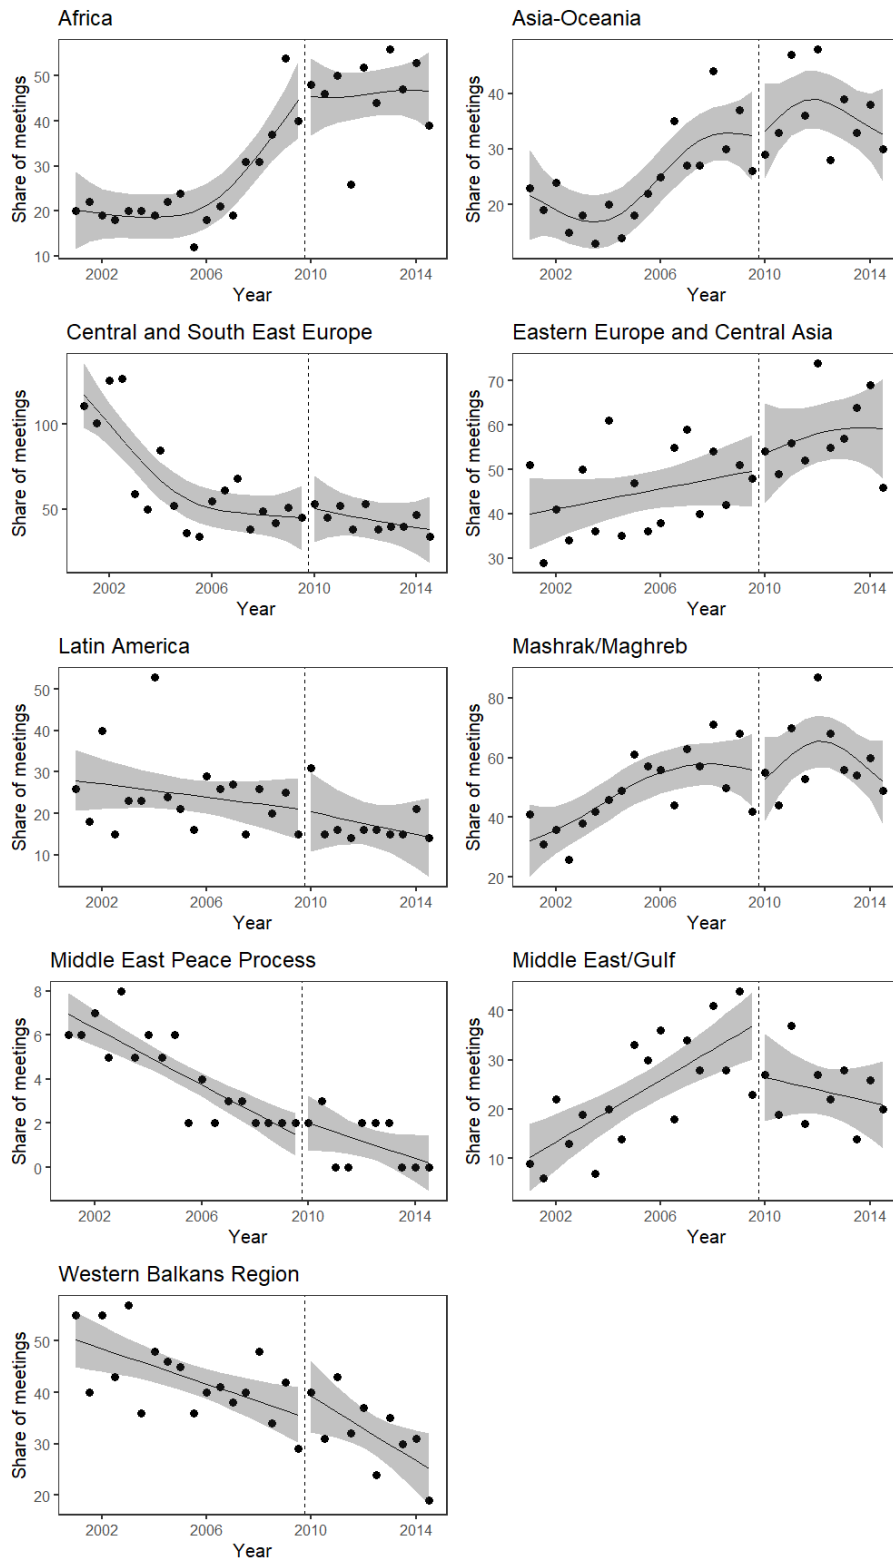 Africa
Share of meetings
50
40
30
20
10
2002 2006 2010 2014
Year
Asia-Oceania
Share of meetings
40
30
20
2002 2006 2010 2014
Year
Central and South East Europe
Share of meetings
100
50
2002 2006 2010 2014
Year
Eastern Europe and Central Asia
Share of meetings
70
60
50
40
30
2002 2006 2010 2014
Year
Latin America
Share of meetings
50
40
30
20
10
2002 2006 2010 2014
Year
Mashrak/Maghreb
Share of meetings
80
60
40
20
2002 2006 2010 2014
Year
Middle East Peace Process
Share of meetings
8
6
4
2
0
2002 2006 2010 2014
Year
Middle East/Gulf
Share of meetings
40
30
20
10
2002 2006 2010 2014
Year
Western Balkans Region
Share of meetings
50
40
30
20
2002 2006 2010 2014
Year